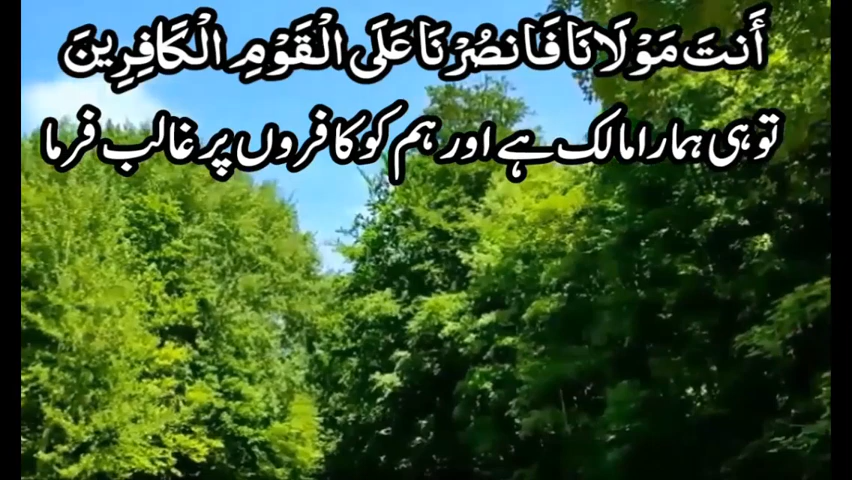 أَنتَ مَوْلَانَا فَانصُرْنَا عَلَى الْقَوْمِ الْكَافِرِينَ
تو ہی ہمارا مالک ہے اور ہم کو کافروں پر غالب فرما